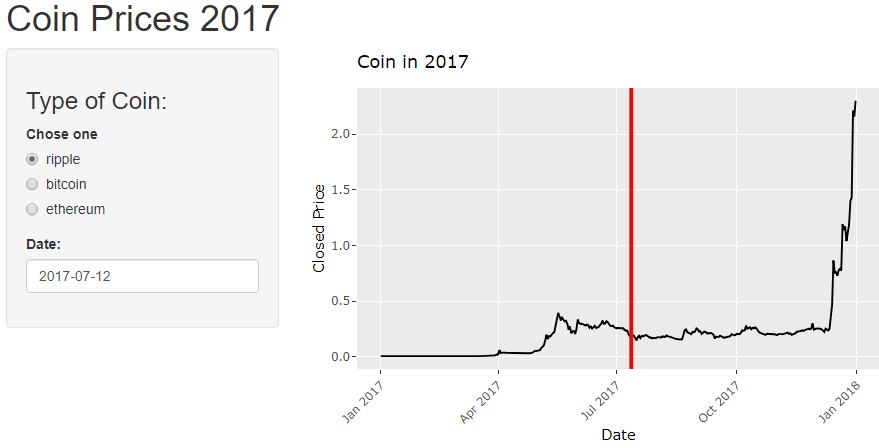 Coin Prices 2017
Type of Coin:
Chose one
ripple
bitcoin
ethereum
Date:
2017-07-12
Coin in 2017
Closed Price
2.0
1.5
1.0
0.5
0.0
Jan 2017
Apr 2017
Jul 2017
Oct 2017
Jan 2018
Date